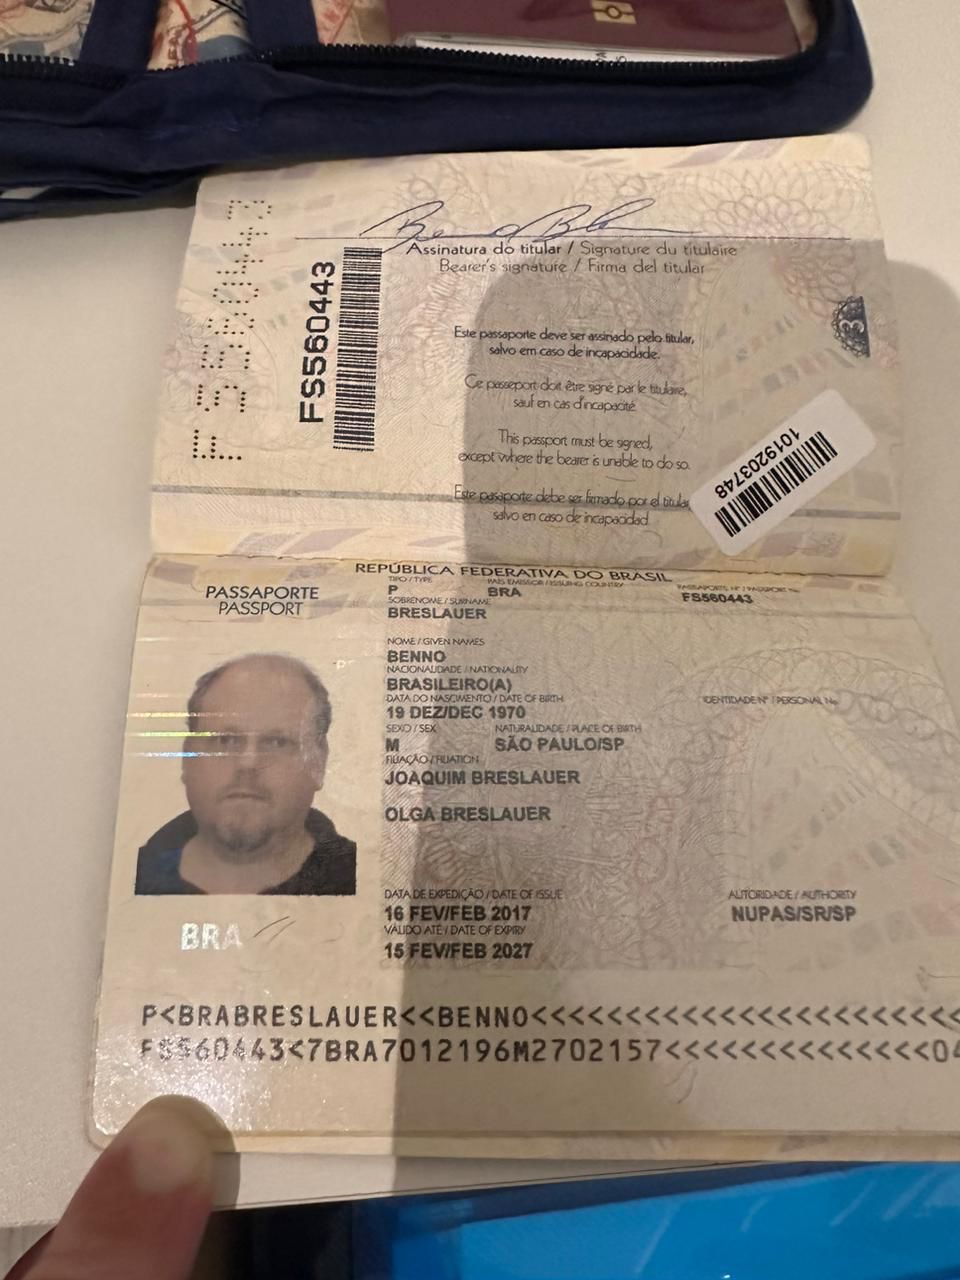 FS560443
FS560443
Assinatura do titular / Signature du titulaire
Bearer's signature / Firma del titular
Este passaporte deve ser assinado pelo titular,
salvo em caso de incapacidade.
Ce passeport doit être signé par le titulaire,
sauf en cas d'incapacité.
This passport must be signed,
except where the bearer is unable to do so.
Este pasaporte debe ser firmado por el titular,
salvo en caso de incapacidad.
1019203748
REPÚBLICA FEDERATIVA DO BRASIL
PASSAPORTE
PASSPORT
TIPO / TYPE
P
PAÍS EMISSOR / ISSUING COUNTRY
BRA
PASSAPORTE Nº / PASSPORT No.
FS560443
SOBRENOME / SURNAME
BRESLAUER
NOME / GIVEN NAMES
BENNO
NACIONALIDADE / NATIONALITY
BRASILEIRO(A)
DATA DO NASCIMENTO / DATE OF BIRTH
19 DEZ/DEC 1970
IDENTIDADE Nº / PERSONAL No.
SEXO / SEX
M
NATURALIDADE / PLACE OF BIRTH
SÃO PAULO/SP
FILIAÇÃO / FILIATION
JOAQUIM BRESLAUER
OLGA BRESLAUER
DATA DE EXPEDIÇÃO / DATE OF ISSUE
16 FEV/FEB 2017
AUTORIDADE / AUTHORITY
NUPAS/SR/SP
VÁLIDO ATÉ / DATE OF EXPIRY
15 FEV/FEB 2027
BRA
P<BRABRESLAUER<<BENNO<<<<<<<<<<<<<<<<<<<<<<<
FS560443<7BRA7012196M2702157<<<<<<<<<<<<<<04